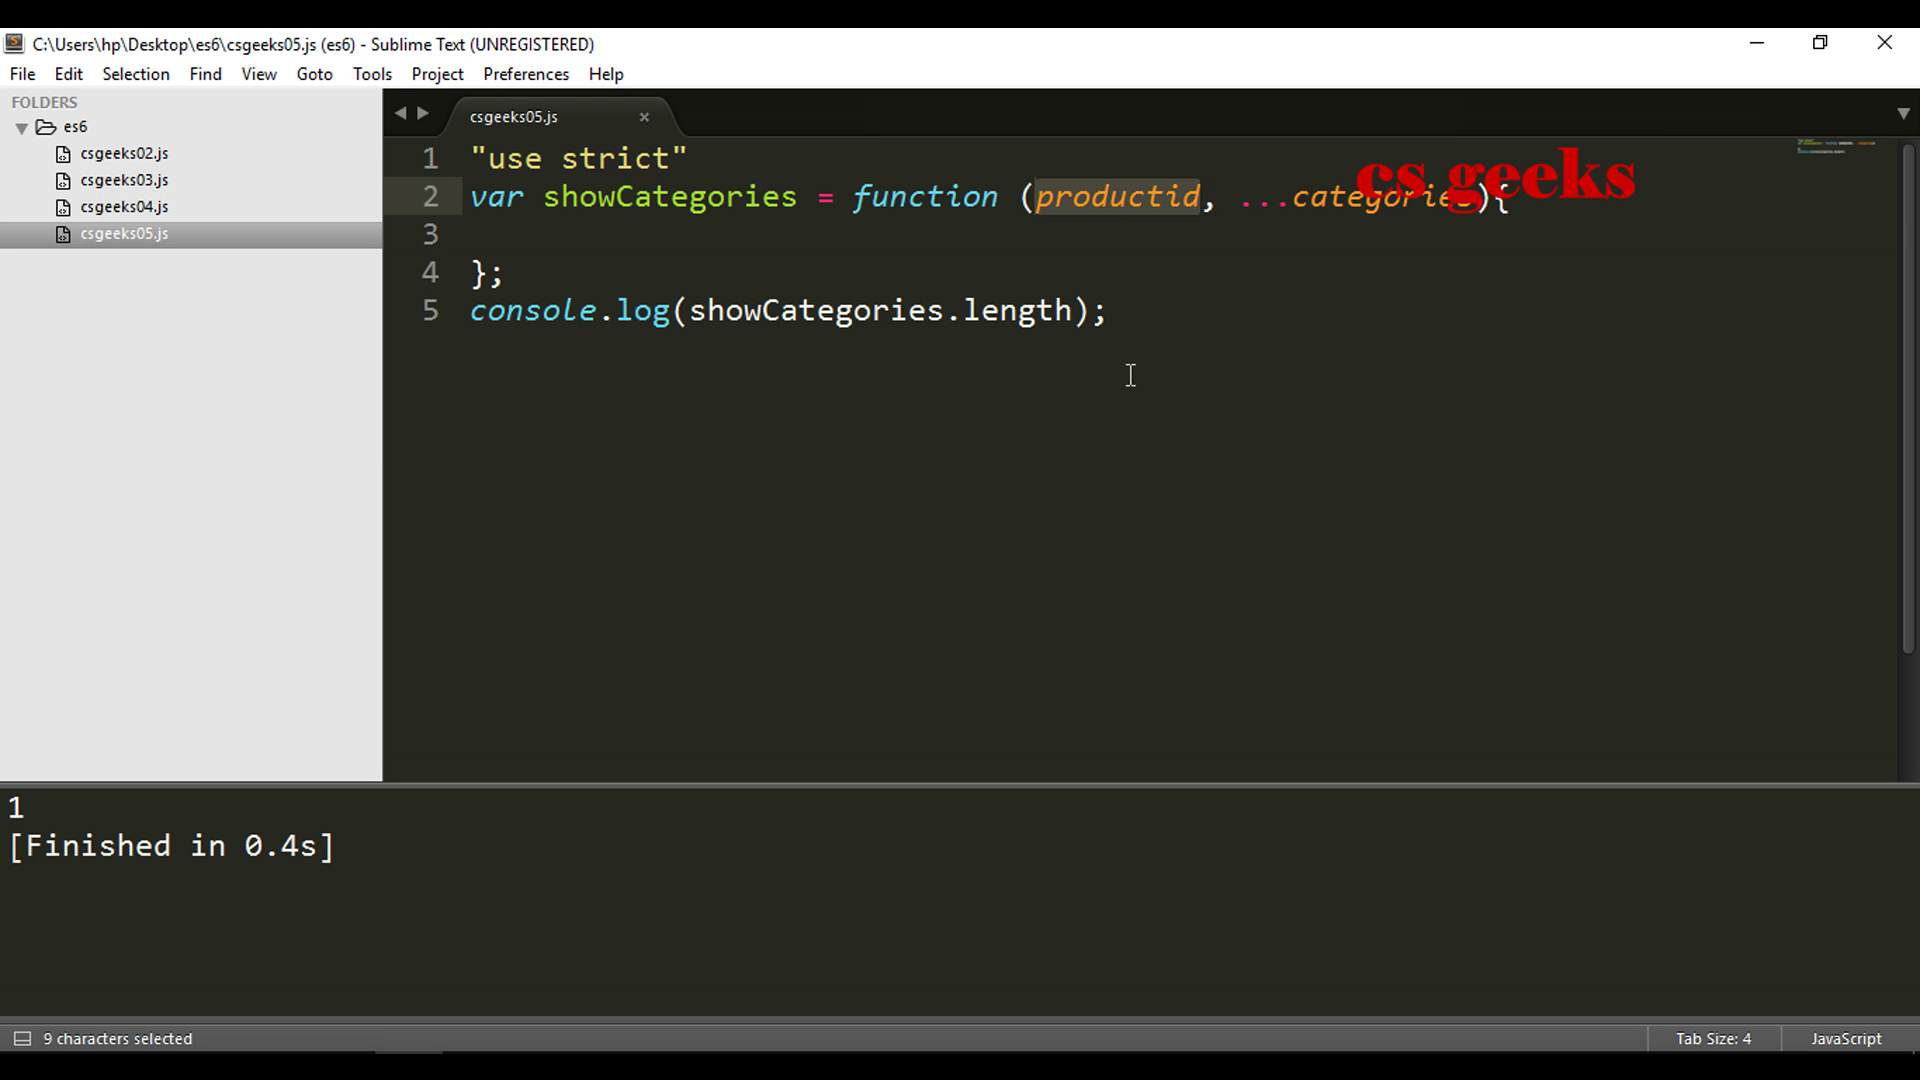 C:\Users\hp\Desktop\es6\csgeeks05.js (es6) - Sublime Text (UNREGISTERED)
File Edit Selection Find View Goto Tools Project Preferences Help
FOLDERS
es6
csgeeks02.js
csgeeks03.js
csgeeks04.js
csgeeks05.js
csgeeks05.js
cs geeks
1 "use strict"
2 var showCategories = function (productid, ...categories){
3
4 };
5 console.log(showCategories.length);
1
[Finished in 0.4s]
9 characters selected
Tab Size: 4
JavaScript